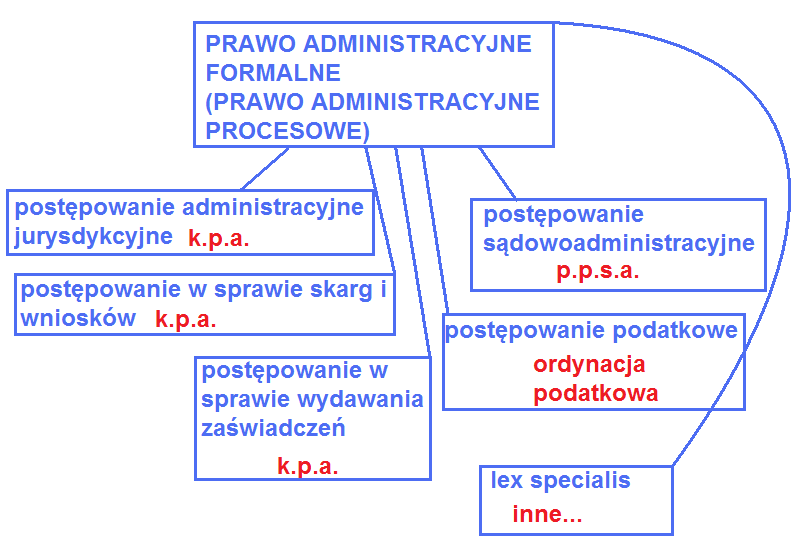 PRAWO ADMINISTRACYJNE
FORMALNE
(PRAWO ADMINISTRACYJNE
PROCESOWE)
postępowanie administracyjne
jurysdykcyjne k.p.a.
postępowanie w sprawie skarg i
wniosków k.p.a.
postępowanie w
sprawie wydawania
zaświadczeń
k.p.a.
postępowanie
sądowoadministracyjne
p.p.s.a.
postępowanie podatkowe
ordynacja
podatkowa
lex specialis
inne...